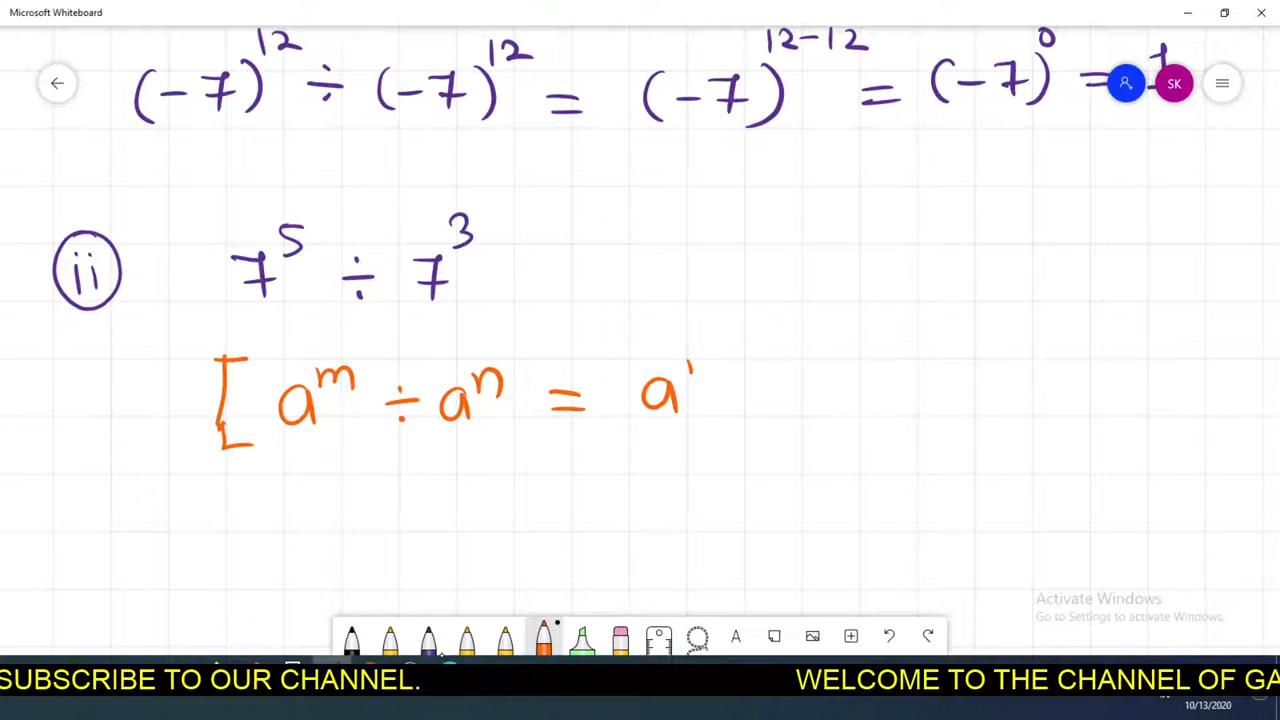 Microsoft Whiteboard
(-7)^12 ÷ (-7)^12 = (-7)^12-12 = (-7)^0 =
SK
ii 7^5 ÷ 7^3
[ a^m ÷ a^n = a
Activate Windows
Go to Settings to activate Windows.
A
SUBSCRIBE TO OUR CHANNEL. WELCOME TO THE CHANNEL OF GA
10/13/2020